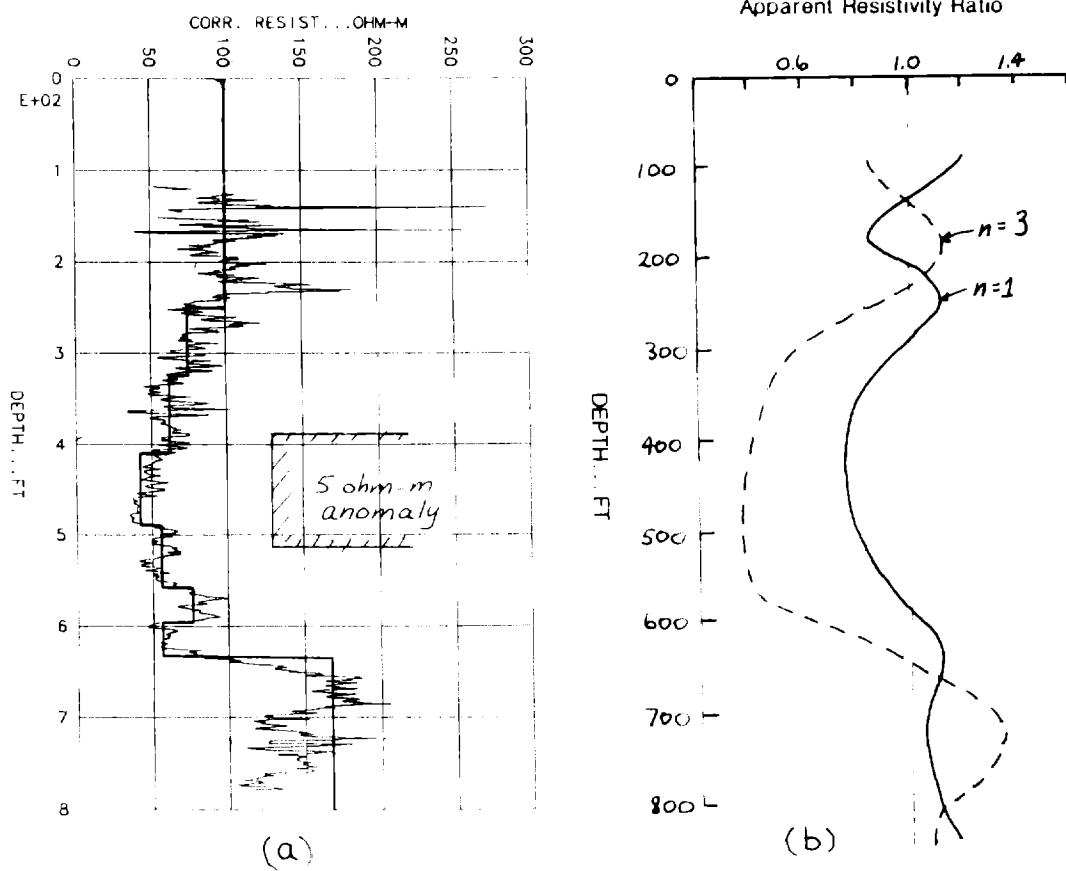 CORR. RESIST...OHM-M
0 50 100 150 200 250 300
0
E+02
1
2
3
4
5
6
7
8
DEPTH...FT
5 ohm-m
anomaly
(a)
Apparent Resistivity Ratio
0.6 1.0 1.4
0
100
200
300
400
500
600
700
800
DEPTH...FT
n=3
n=1
(b)